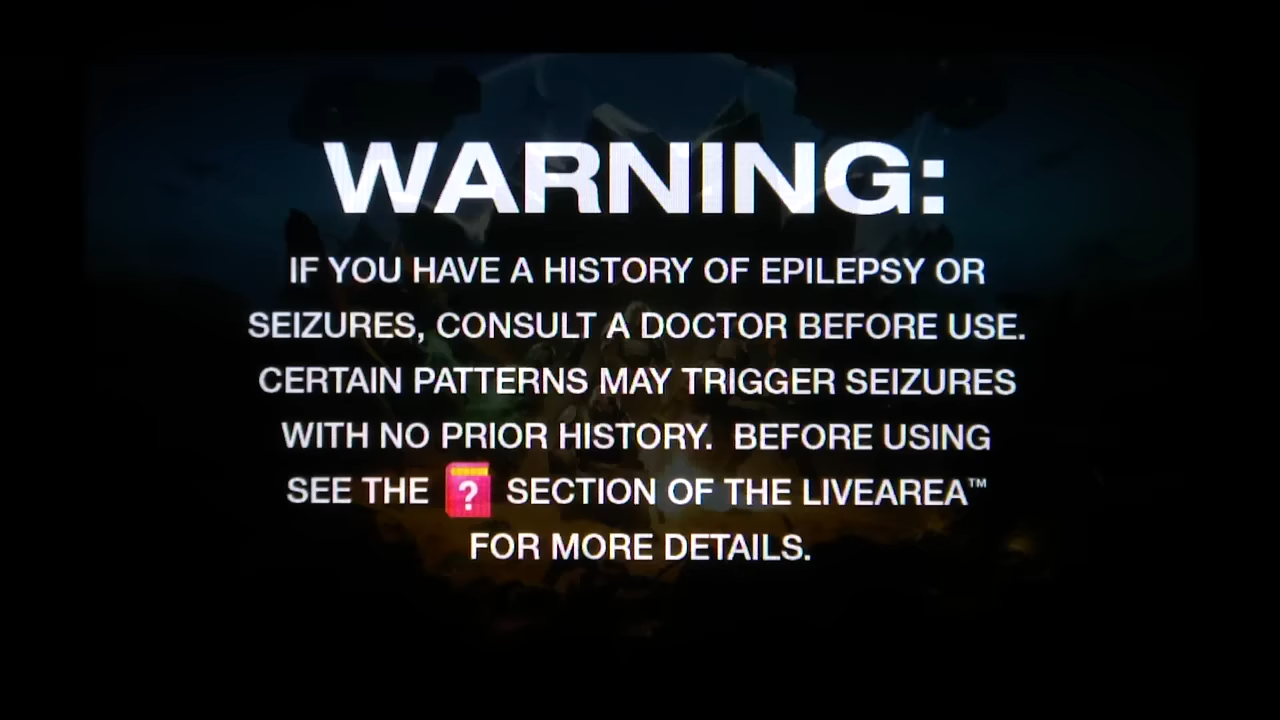 WARNING:
IF YOU HAVE A HISTORY OF EPILEPSY OR
SEIZURES, CONSULT A DOCTOR BEFORE USE.
CERTAIN PATTERNS MAY TRIGGER SEIZURES
WITH NO PRIOR HISTORY.  BEFORE USING
SEE THE ? SECTION OF THE LIVEAREA™
FOR MORE DETAILS.